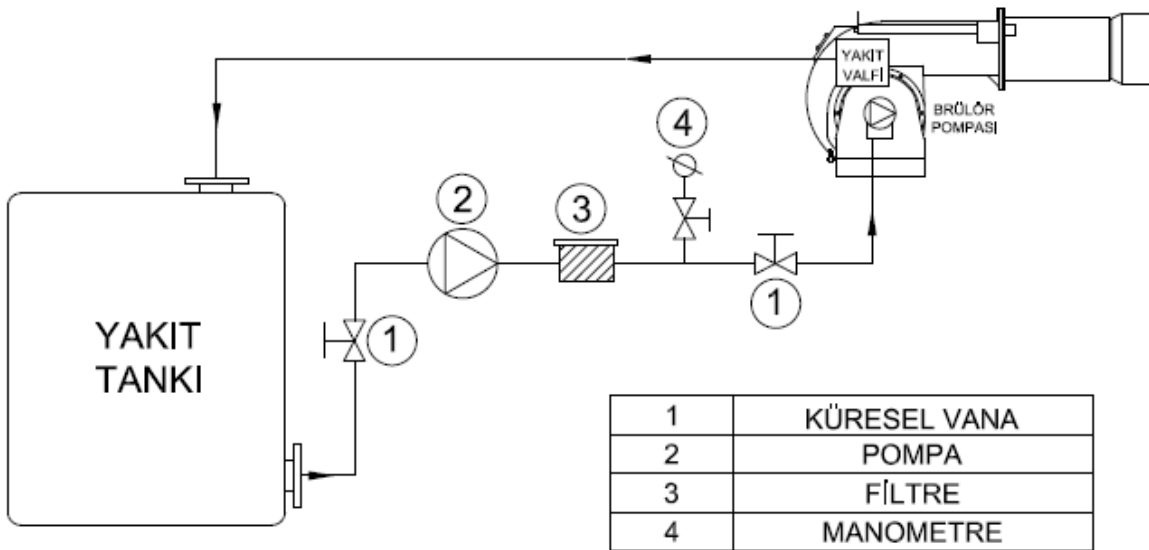 YAKIT
VALFİ
BRÜLÖR
POMPASI
4
2
3
1
1
YAKIT
TANKI
1 KÜRESEL VANA
2 POMPA
3 FİLTRE
4 MANOMETRE